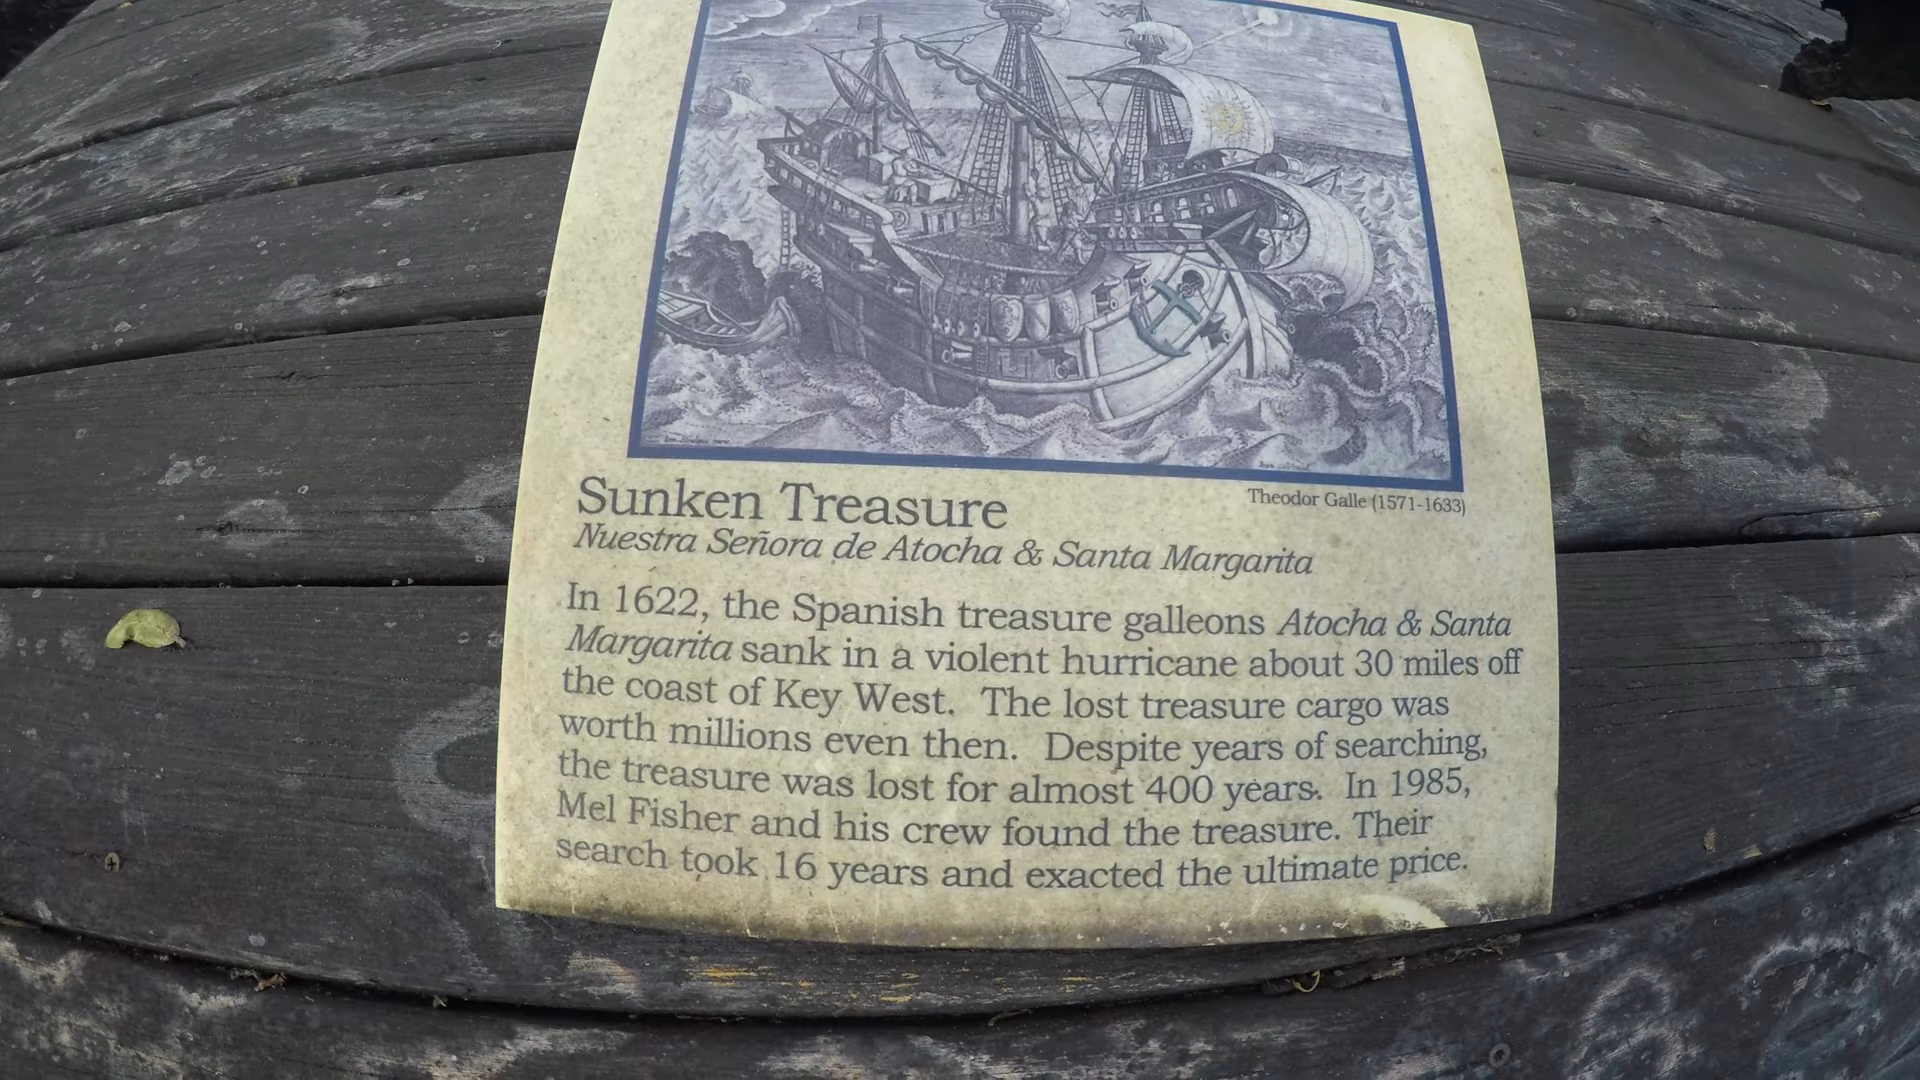 Theodor Galle (1571-1633)
Sunken Treasure
Nuestra Señora de Atocha & Santa Margarita
In 1622, the Spanish treasure galleons Atocha & Santa
Margarita sank in a violent hurricane about 30 miles off
the coast of Key West. The lost treasure cargo was
worth millions even then. Despite years of searching,
the treasure was lost for almost 400 years. In 1985,
Mel Fisher and his crew found the treasure. Their
search took 16 years and exacted the ultimate price.